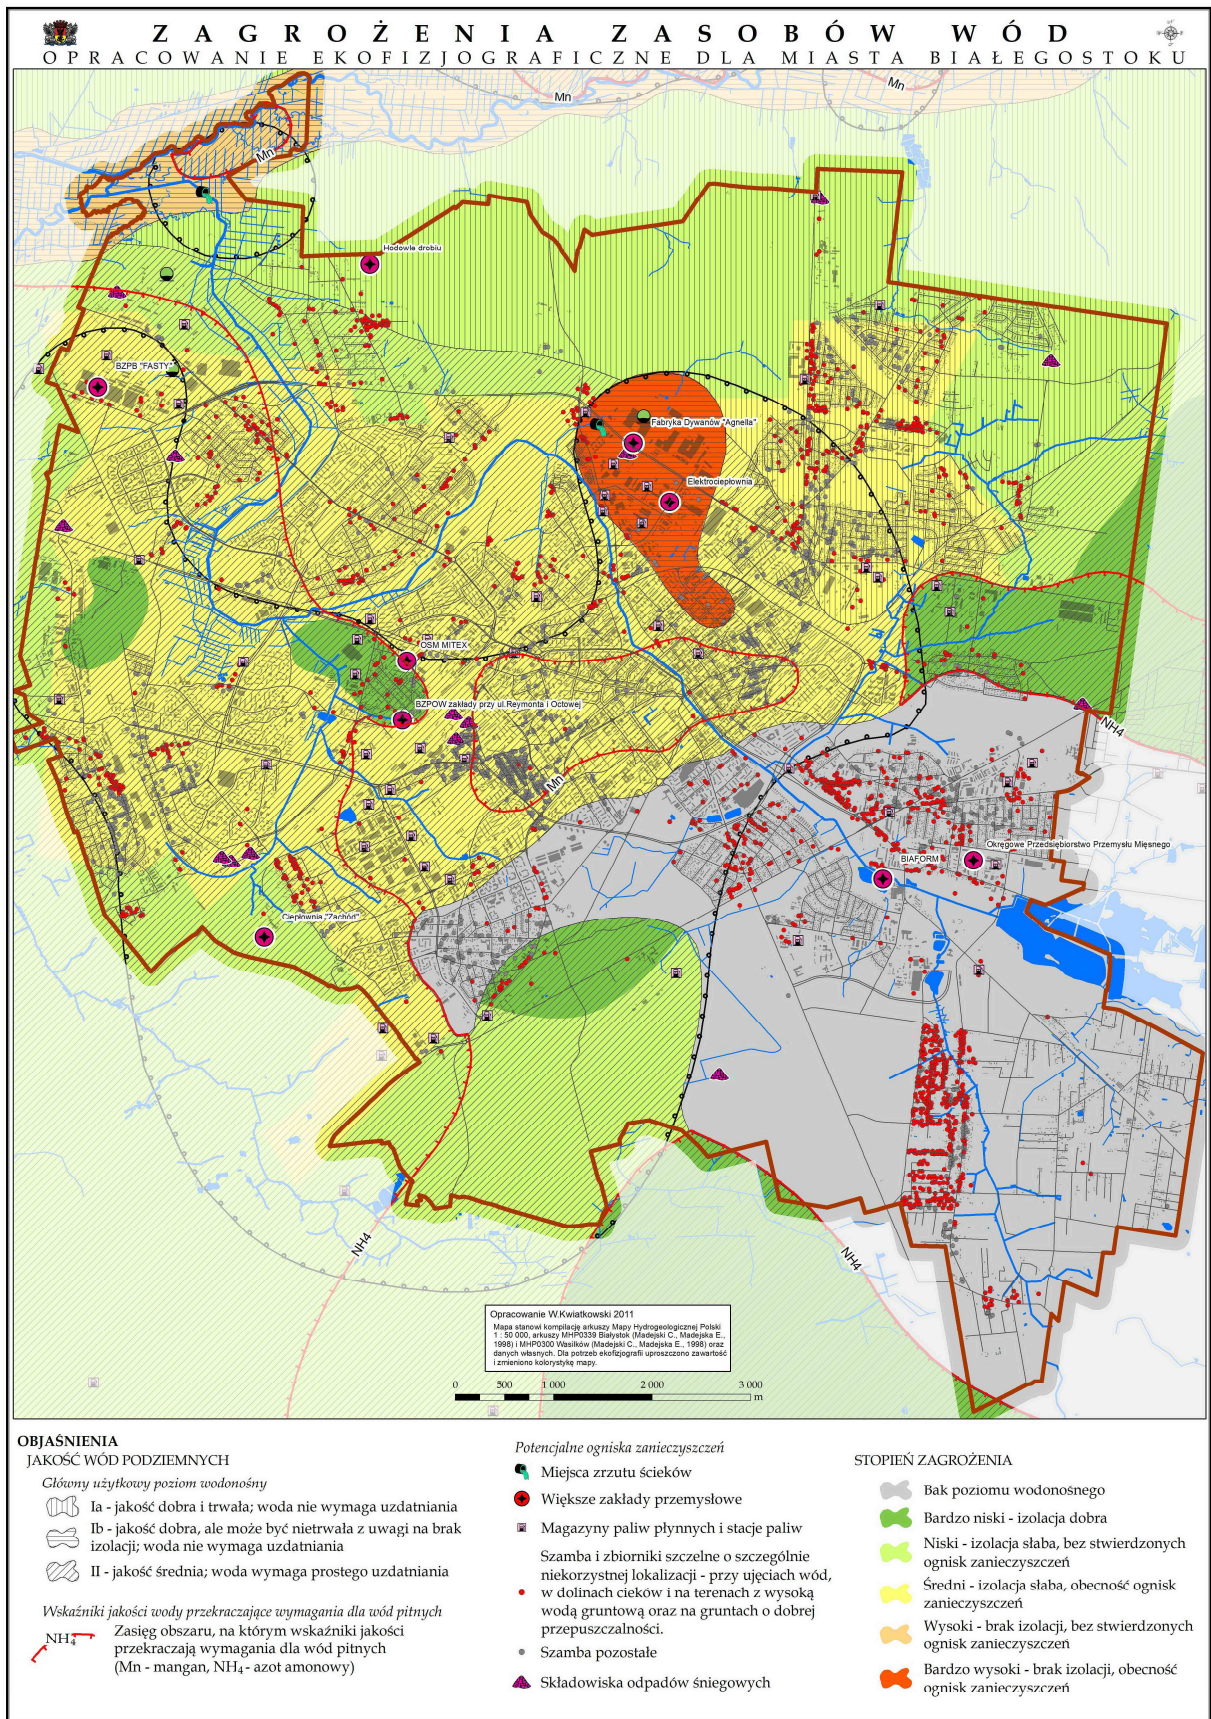 ZAGROŻENIA ZASOBÓW WÓD
OPRACOWANIE EKOFIZJOGRAFICZNE DLA MIASTA BIAŁEGOSTOKU
Mn
Mn
Mn
Hodowle drobiu
BZPB "FASTY"
Fabryka Dywanów "Agnella"
Elektrociepłownia
OSM MITEX
BZPOW zakłady przy ul.Reymonta i Octowej
NH4
Mn
Okręgowe Przedsiębiorstwo Przemysłu Mięsnego
BIAFORM
Ciepłownia "Zachód"
NH4
NH4
Opracowanie W.Kwiatkowski 2011
Mapa stanowi kompilację arkuszy Mapy Hydrogeologicznej Polski
1 : 50 000, arkuszy MHP0339 Białystok (Madejski C., Madejska E.,
1998) i MHP0300 Wasilków (Madejski C., Madejska E., 1998) oraz
danych własnych. Dla potrzeb ekofizjografii uproszczono zawartość
i zmieniono kolorystykę mapy.
0 500 1 000 2 000 3 000
m
OBJAŚNIENIA
JAKOŚĆ WÓD PODZIEMNYCH
Główny użytkowy poziom wodonośny
Ia - jakość dobra i trwała; woda nie wymaga uzdatniania
Ib - jakość dobra, ale może być nietrwała z uwagi na brak
izolacji; woda nie wymaga uzdatniania
II - jakość średnia; woda wymaga prostego uzdatniania
Wskaźniki jakości wody przekraczające wymagania dla wód pitnych
NH4
Zasięg obszaru, na którym wskaźniki jakości
przekraczają wymagania dla wód pitnych
(Mn - mangan, NH4 - azot amonowy)
Potencjalne ogniska zanieczyszczeń
Miejsca zrzutu ścieków
Większe zakłady przemysłowe
Magazyny paliw płynnych i stacje paliw
Szamba i zbiorniki szczelne o szczególnie
niekorzystnej lokalizacji - przy ujęciach wód,
w dolinach cieków i na terenach z wysoką
wodą gruntową oraz na gruntach o dobrej
przepuszczalności.
Szamba pozostałe
Składowiska odpadów śniegowych
STOPIEŃ ZAGROŻENIA
Bak poziomu wodonośnego
Bardzo niski - izolacja dobra
Niski - izolacja słaba, bez stwierdzonych
ognisk zanieczyszczeń
Średni - izolacja słaba, obecność ognisk
zanieczyszczeń
Wysoki - brak izolacji, bez stwierdzonych
ognisk zanieczyszczeń
Bardzo wysoki - brak izolacji, obecność
ognisk zanieczyszczeń